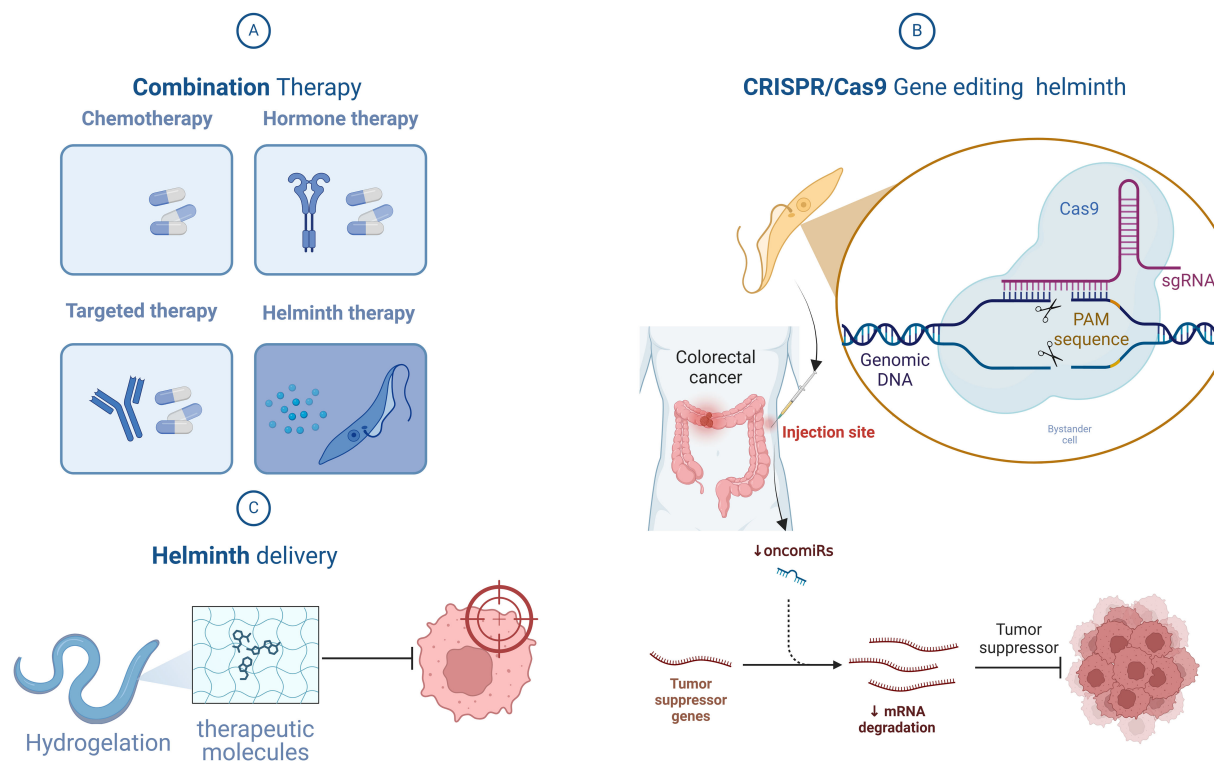 A
Combination Therapy
Chemotherapy
Hormone therapy
Targeted therapy
Helminth therapy
B
CRISPR/Cas9 Gene editing helminth
Cas9
sgRNA
PAM
sequence
Genomic
DNA
Bystander
cell
Colorectal
cancer
Injection site
↓oncomiRs
Tumor
suppressor
genes
↓ mRNA
degradation
Tumor
suppressor
C
Helminth delivery
Hydrogelation
therapeutic
molecules